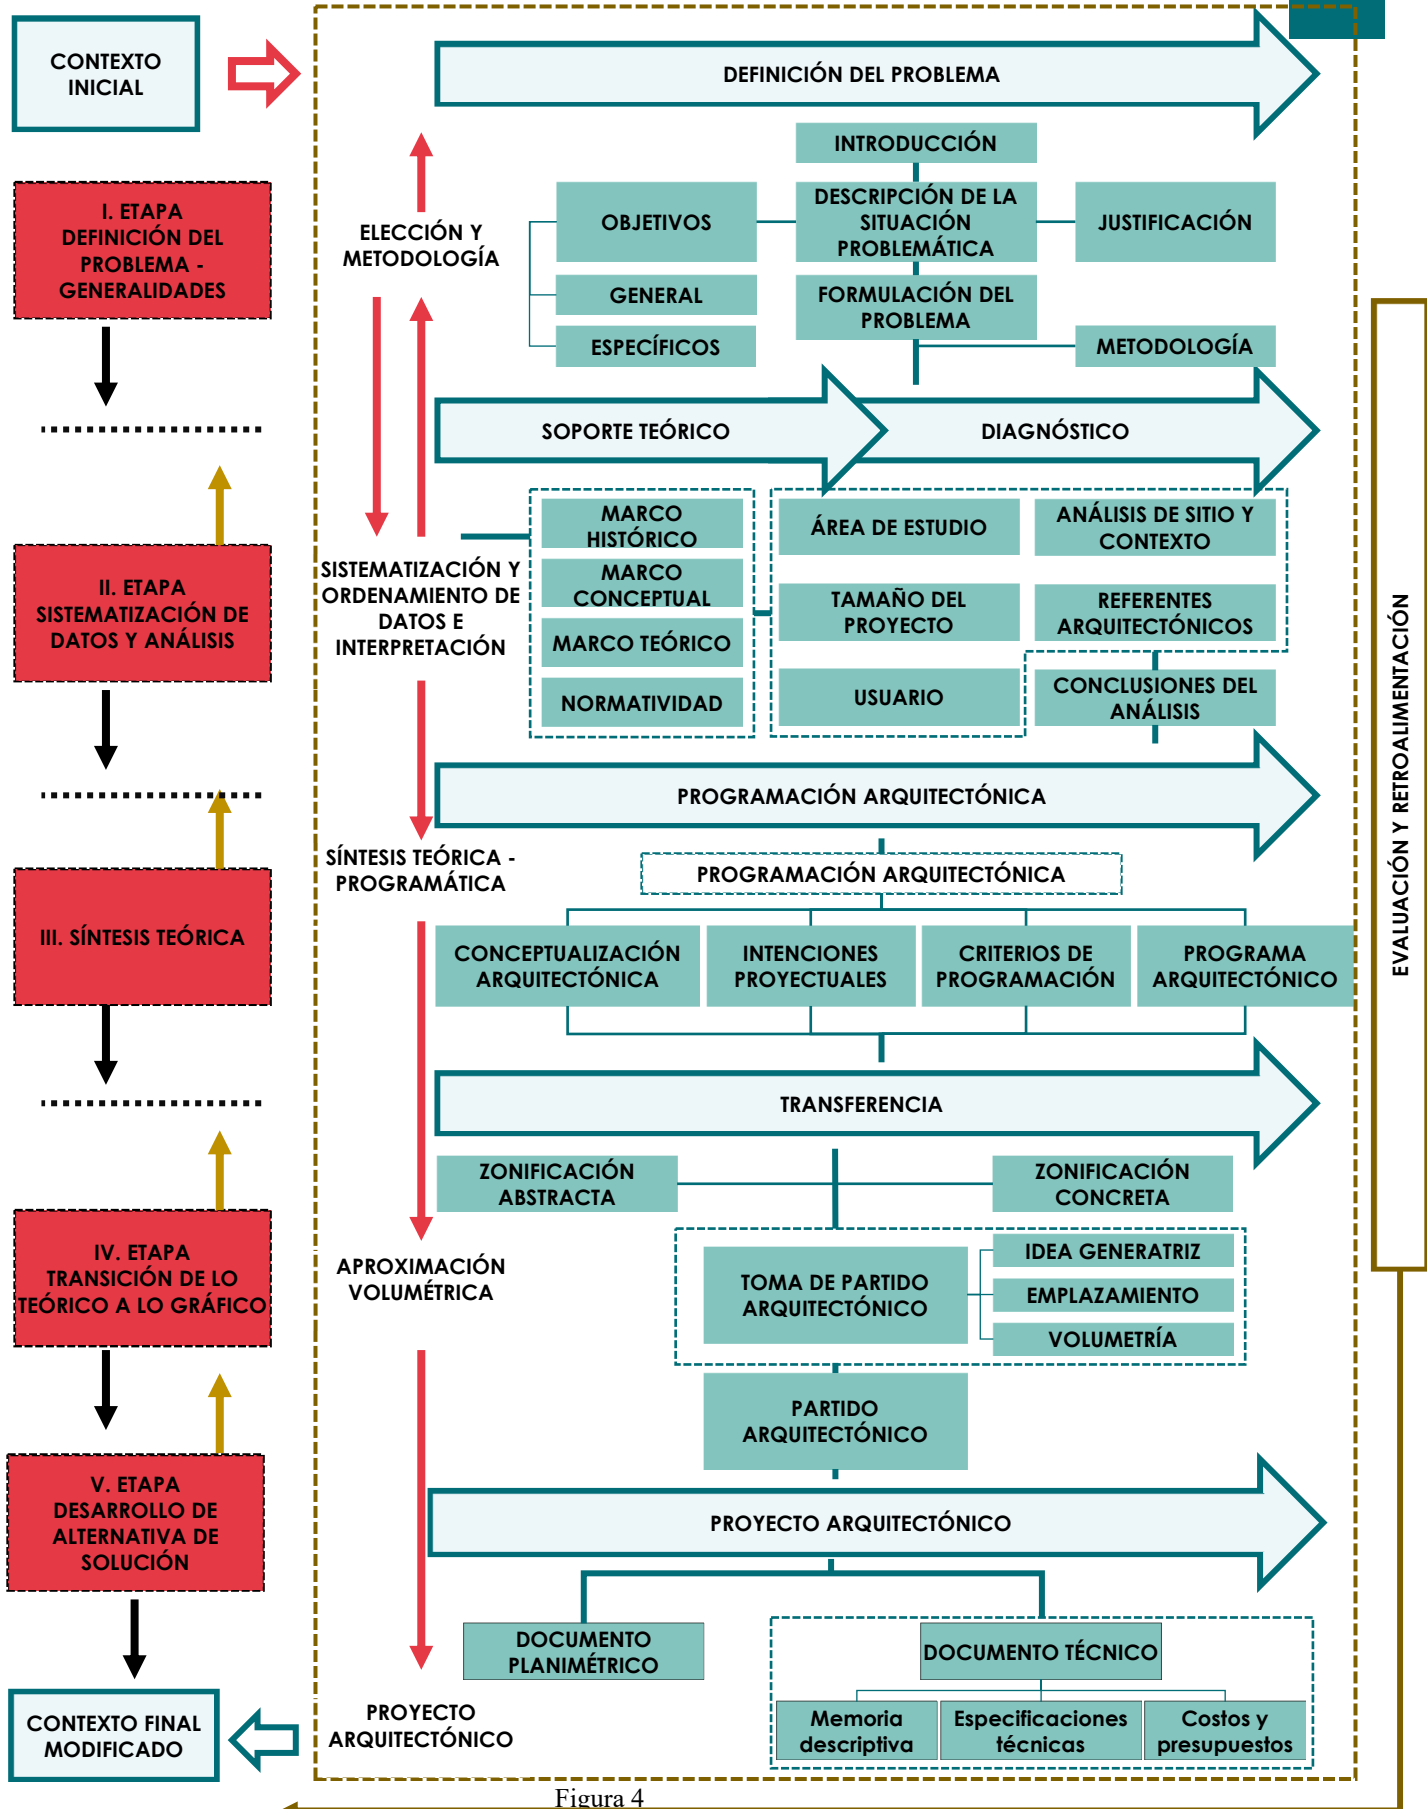 CONTEXTO
INICIAL
DEFINICIÓN DEL PROBLEMA
I. ETAPA
DEFINICIÓN DEL
PROBLEMA -
GENERALIDADES
ELECCIÓN Y
METODOLOGÍA
INTRODUCCIÓN
OBJETIVOS
DESCRIPCIÓN DE LA
SITUACIÓN
PROBLEMÁTICA
JUSTIFICACIÓN
GENERAL
FORMULACIÓN DEL
PROBLEMA
ESPECÍFICOS
METODOLOGÍA
SOPORTE TEÓRICO
DIAGNÓSTICO
II. ETAPA
SISTEMATIZACIÓN DE
DATOS Y ANÁLISIS
SISTEMATIZACIÓN Y
ORDENAMIENTO DE
DATOS E
INTERPRETACIÓN
MARCO
HISTÓRICO
MARCO
CONCEPTUAL
MARCO TEÓRICO
NORMATIVIDAD
ÁREA DE ESTUDIO
ANÁLISIS DE SITIO Y
CONTEXTO
TAMAÑO DEL
PROYECTO
REFERENTES
ARQUITECTÓNICOS
USUARIO
CONCLUSIONES DEL
ANÁLISIS
PROGRAMACIÓN ARQUITECTÓNICA
III. SÍNTESIS TEÓRICA
SÍNTESIS TEÓRICA -
PROGRAMÁTICA
PROGRAMACIÓN ARQUITECTÓNICA
CONCEPTUALIZACIÓN
ARQUITECTÓNICA
INTENCIONES
PROYECTUALES
CRITERIOS DE
PROGRAMACIÓN
PROGRAMA
ARQUITECTÓNICO
TRANSFERENCIA
IV. ETAPA
TRANSICIÓN DE LO
TEÓRICO A LO GRÁFICO
APROXIMACIÓN
VOLUMÉTRICA
ZONIFICACIÓN
ABSTRACTA
ZONIFICACIÓN
CONCRETA
TOMA DE PARTIDO
ARQUITECTÓNICO
IDEA GENERATRIZ
EMPLAZAMIENTO
VOLUMETRÍA
PARTIDO
ARQUITECTÓNICO
V. ETAPA
DESARROLLO DE
ALTERNATIVA DE
SOLUCIÓN
PROYECTO ARQUITECTÓNICO
DOCUMENTO
PLANIMÉTRICO
DOCUMENTO TÉCNICO
Memoria
descriptiva
Especificaciones
técnicas
Costos y
presupuestos
PROYECTO
ARQUITECTÓNICO
CONTEXTO FINAL
MODIFICADO
EVALUACIÓN Y RETROALIMENTACIÓN
Figura 4